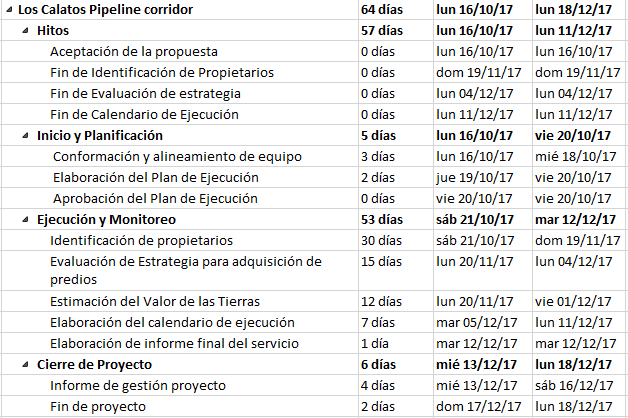 Los Calatos Pipeline corridor 64 días lun 16/10/17 lun 18/12/17
Hitos 57 días lun 16/10/17 lun 11/12/17
Aceptación de la propuesta 0 días lun 16/10/17 lun 16/10/17
Fin de Identificación de Propietarios 0 días dom 19/11/17 dom 19/11/17
Fin de Evaluación de estrategia 0 días lun 04/12/17 lun 04/12/17
Fin de Calendario de Ejecución 0 días lun 11/12/17 lun 11/12/17
Inicio y Planificación 5 días lun 16/10/17 vie 20/10/17
Conformación y alineamiento de equipo 3 días lun 16/10/17 mié 18/10/17
Elaboración del Plan de Ejecución 2 días jue 19/10/17 vie 20/10/17
Aprobación del Plan de Ejecución 0 días vie 20/10/17 vie 20/10/17
Ejecución y Monitoreo 53 días sáb 21/10/17 mar 12/12/17
Identificación de propietarios 30 días sáb 21/10/17 dom 19/11/17
Evaluación de Estrategia para adquisición de 15 días lun 20/11/17 lun 04/12/17
predios
Estimación del Valor de las Tierras 12 días lun 20/11/17 vie 01/12/17
Elaboración del calendario de ejecución 7 días mar 05/12/17 lun 11/12/17
Elaboración de informe final del servicio 1 día mar 12/12/17 mar 12/12/17
Cierre de Proyecto 6 días mié 13/12/17 lun 18/12/17
Informe de gestión proyecto 4 días mié 13/12/17 sáb 16/12/17
Fin de proyecto 2 días dom 17/12/17 lun 18/12/17